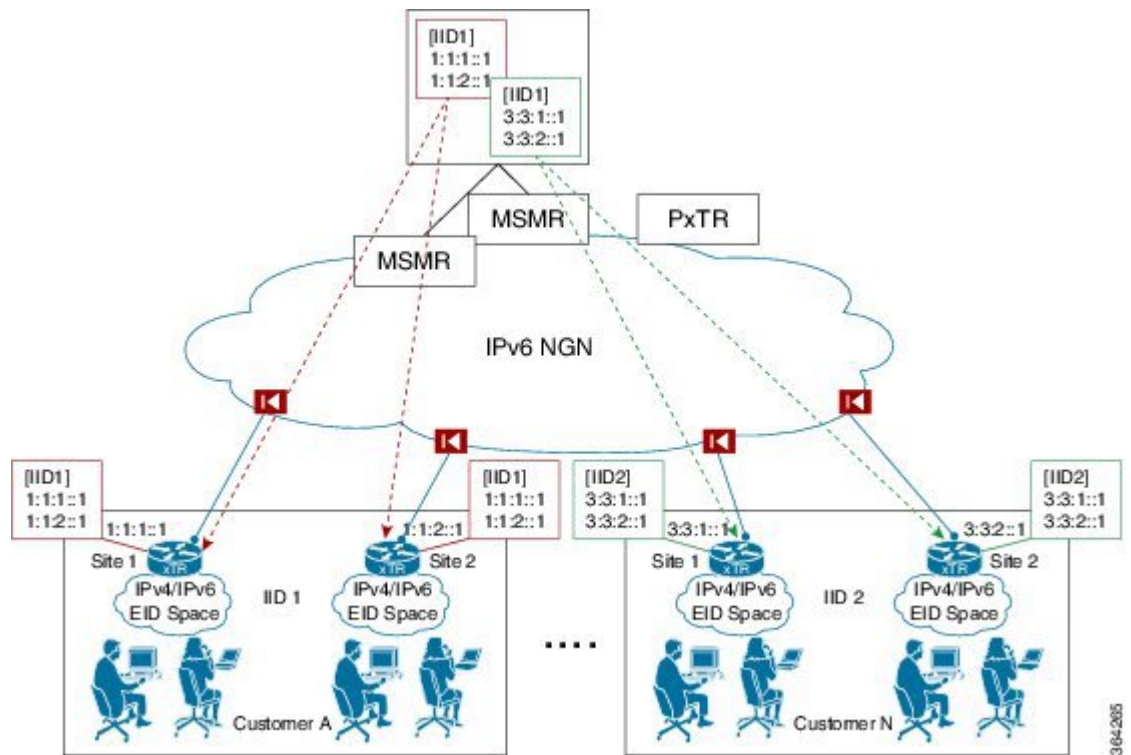 [IID1]
1:1:1::1
1:1:2::1
[IID1]
3:3:1::1
3:3:2::1
MSMR
PxTR
MSMR
IPv6 NGN
[IID1]
1:1:1::1
1:1:2::1
1:1:1::1
Site 1
xTR
IPv4/IPv6
EID Space
IID 1
[IID1]
1:1:1::1
1:1:2::1
1:1:2::1
Site 2
xTR
IPv4/IPv6
EID Space
Customer A
....
[IID2]
3:3:1::1
3:3:2::1
3:3:1::1
Site 1
xTR
IPv4/IPv6
EID Space
IID 2
[IID2]
3:3:1::1
3:3:2::1
3:3:2::1
Site 2
xTR
IPv4/IPv6
EID Space
Customer N
364265